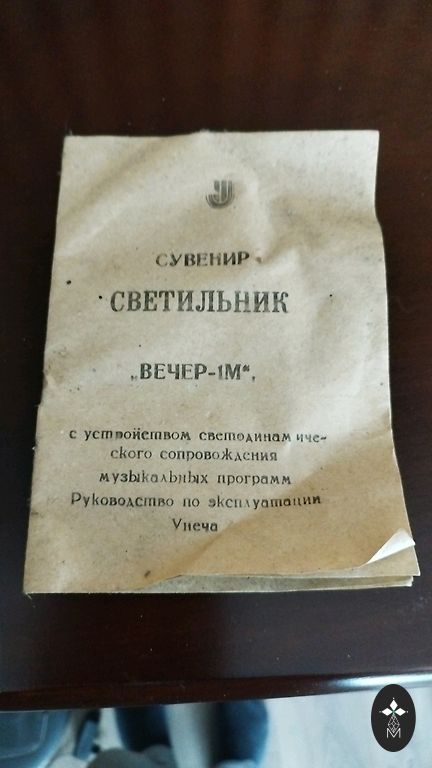 СУВЕНИР
СВЕТИЛЬНИК
„ВЕЧЕР-1М“.
с устройством светодинамиче-
ского сопровождения
музыкальных программ
Руководство по эксплуатации
Унеча